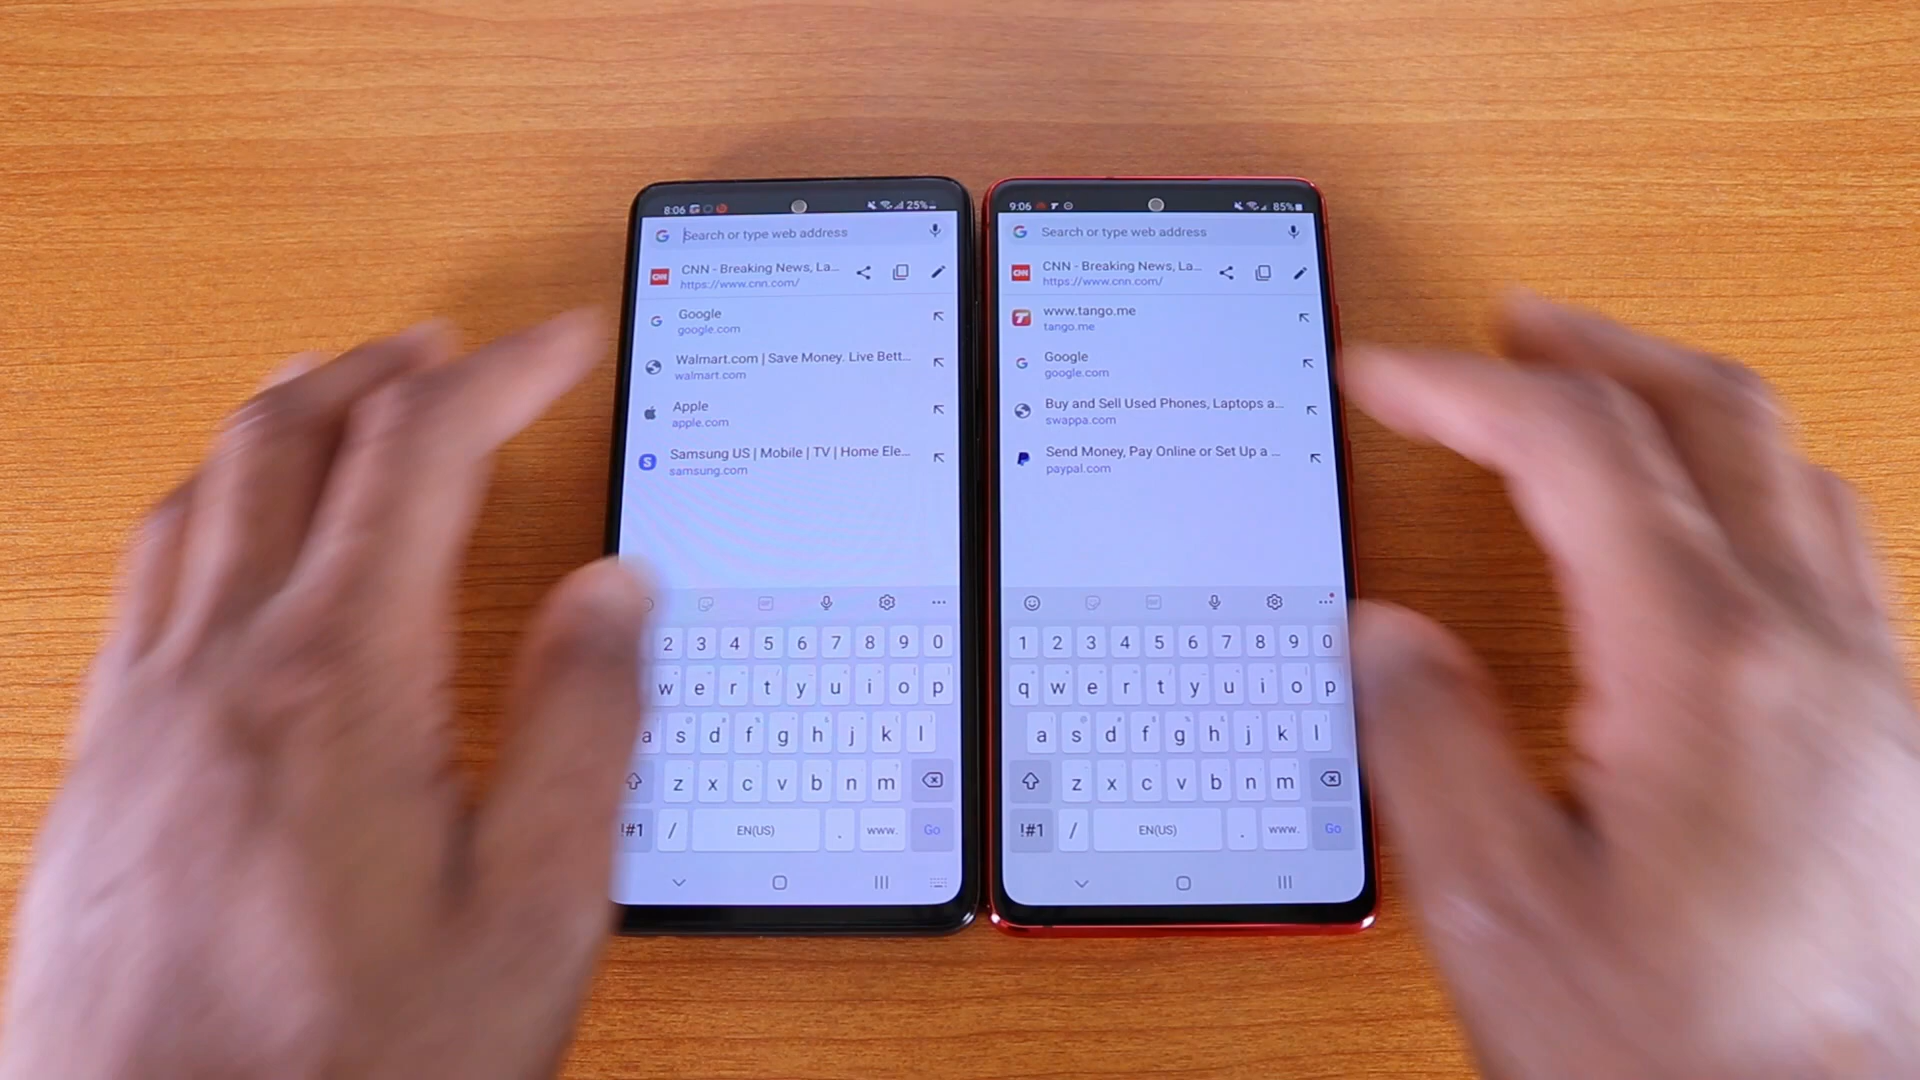 8:06
25%
Search or type web address
CNN - Breaking News, La...
https://www.cnn.com/
Google
google.com
Walmart.com | Save Money. Live Bett...
walmart.com
Apple
apple.com
Samsung US | Mobile | TV | Home Ele...
samsung.com
2 3 4 5 6 7 8 9 0
w e r t y u i o p
a s d f g h j k l
z x c v b n m
!#1 / EN(US) . www. Go
9:06
85%
Search or type web address
CNN - Breaking News, La...
https://www.cnn.com/
www.tango.me
tango.me
Google
google.com
Buy and Sell Used Phones, Laptops a...
swappa.com
Send Money, Pay Online or Set Up a ...
paypal.com
1 2 3 4 5 6 7 8 9 0
q w e r t y u i o p
a s d f g h j k l
z x c v b n m
!#1 / EN(US) . www. Go